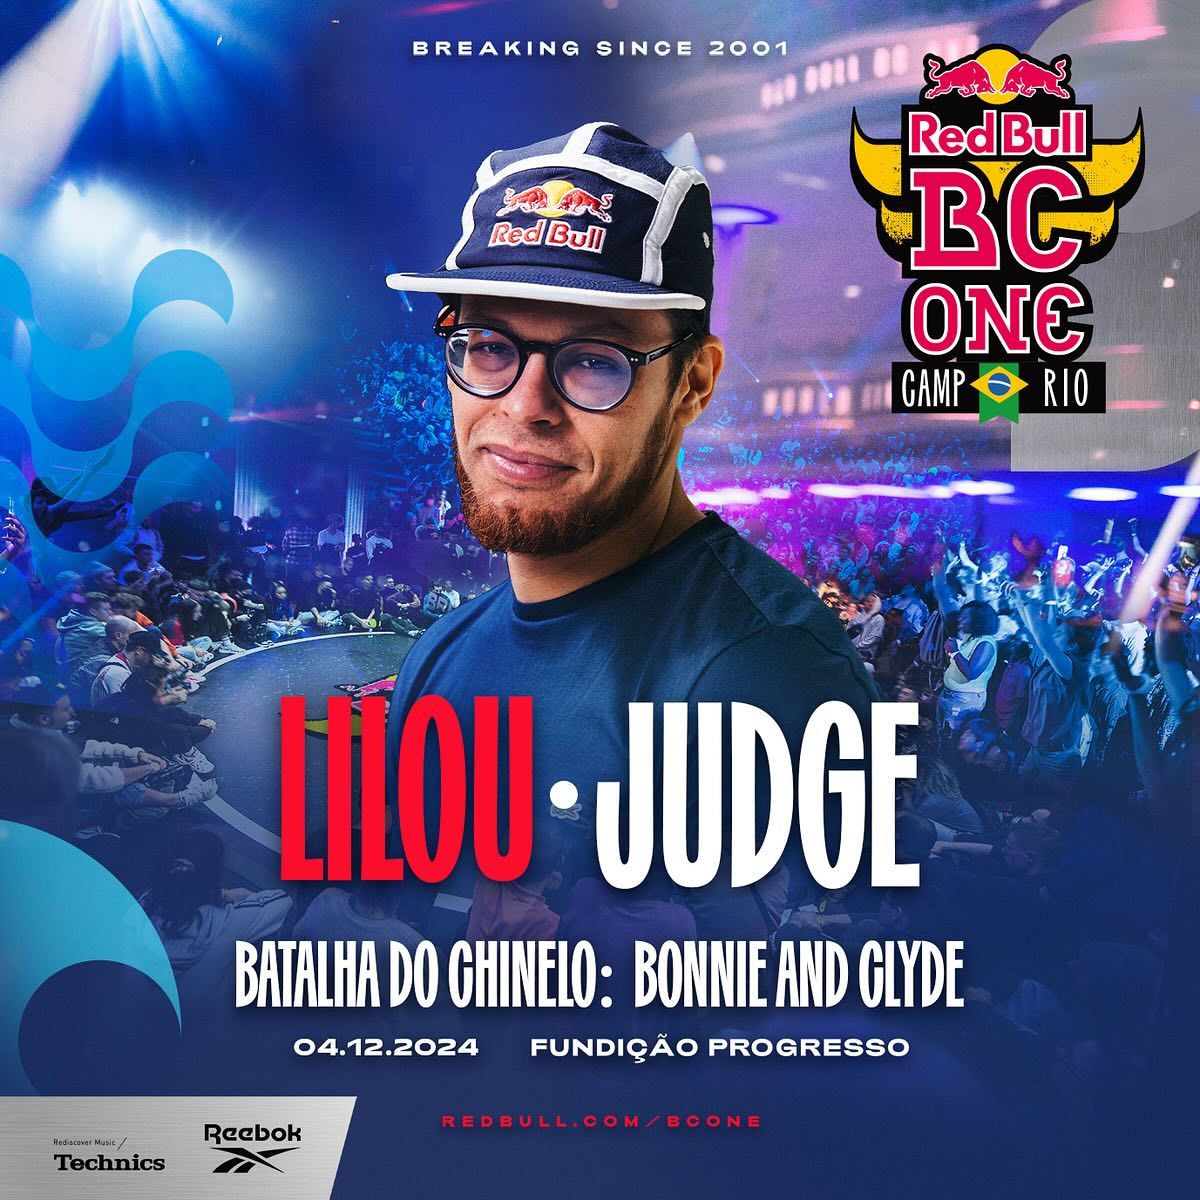 BREAKING SINCE 2001
Red Bull
BC
ONE
CAMP RIO
Red Bull
LILOU · JUDGE
BATALHA DO CHINELO: BONNIE AND CLYDE
04.12.2024 FUNDIÇÃO PROGRESSO
REDBULL.COM/BCONE
Rediscover Music /
Technics
Reebok